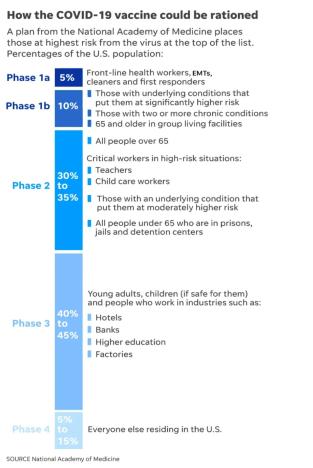 How the COVID-19 vaccine could be rationed
A plan from the National Academy of Medicine places
those at highest risk from the virus at the top of the list.
Percentages of the U.S. population:
Phase 1a
5%
Front-line health workers, EMTs,
cleaners and first responders
Phase 1b
10%
Those with underlying conditions that
put them at significantly higher risk
Those with two or more chronic conditions
65 and older in group living facilities
Phase 2
30%
to
35%
All people over 65
Critical workers in high-risk situations:
Teachers
Child care workers
Those with an underlying condition that
put them at moderately higher risk
All people under 65 who are in prisons,
jails and detention centers
Phase 3
40%
to
45%
Young adults, children (if safe for them)
and people who work in industries such as:
Hotels
Banks
Higher education
Factories
Phase 4
5%
to
15%
Everyone else residing in the U.S.
SOURCE National Academy of Medicine